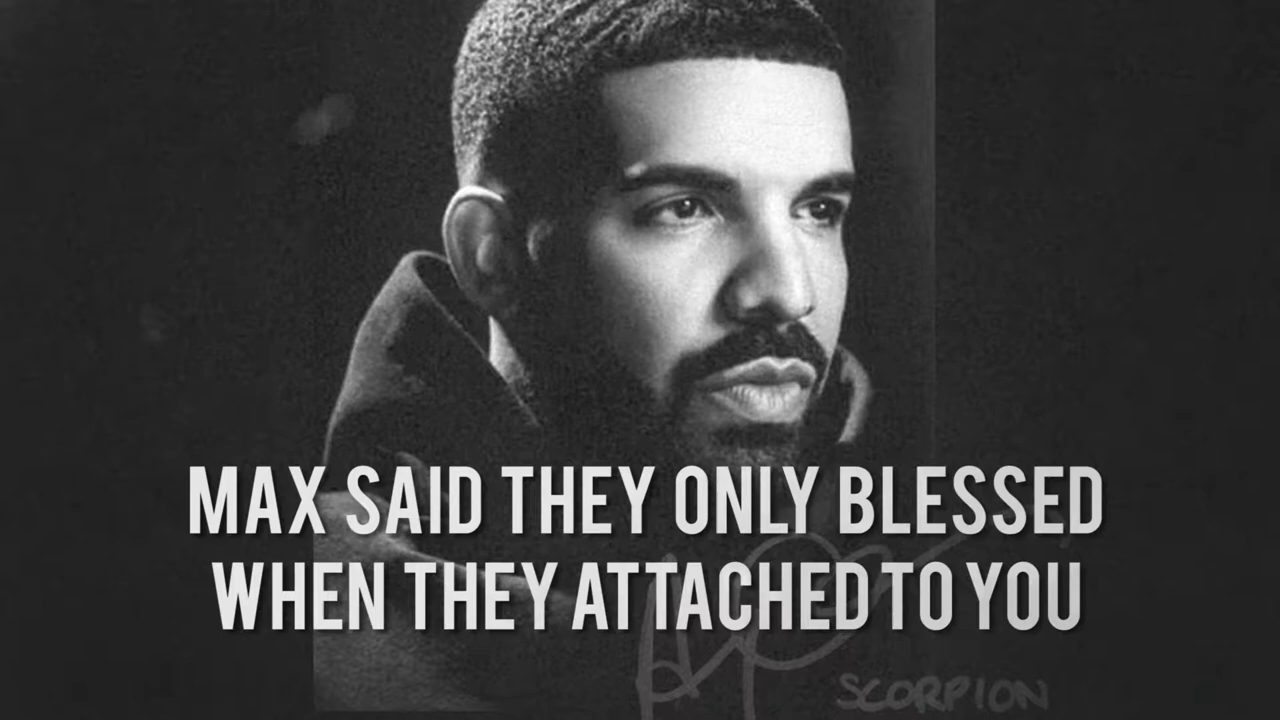 MAX SAID THEY ONLY BLESSED
WHEN THEY ATTACHED TO YOU
SCORPION